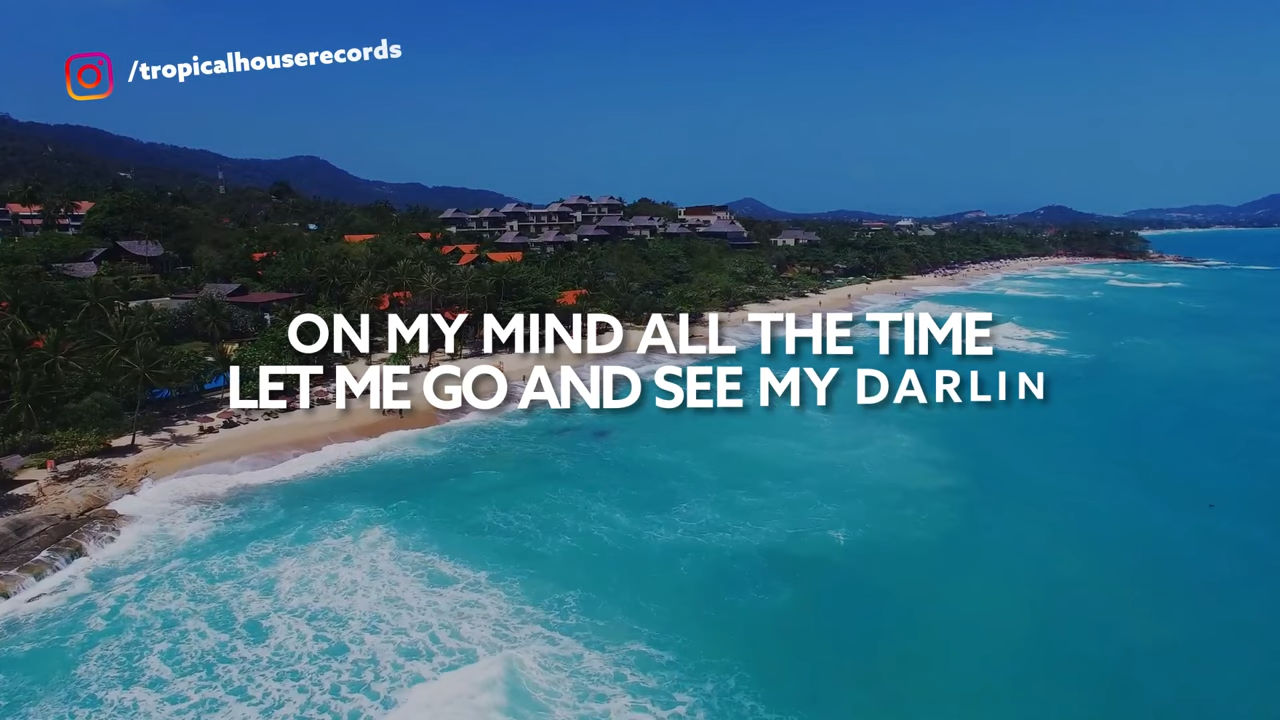 /tropicalhouserecords
ON MY MIND ALL THE TIME
LET ME GO AND SEE MY DARLIN